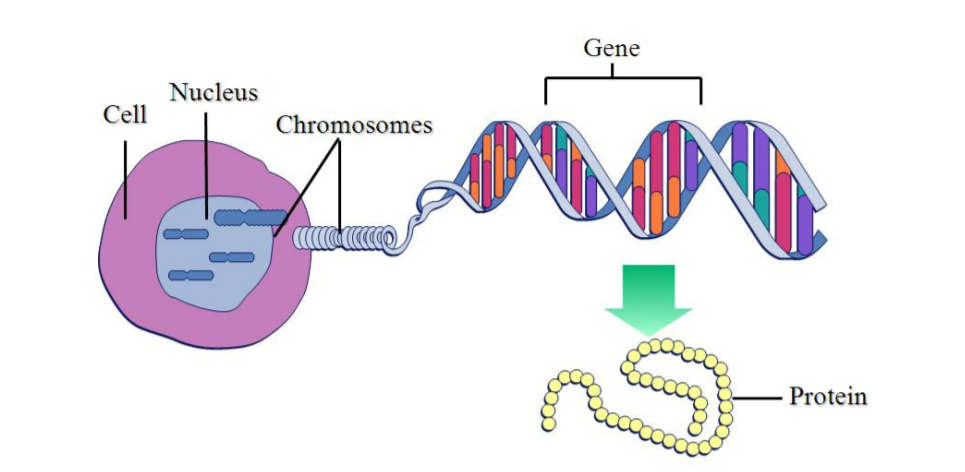 Gene
Nucleus
Cell
Chromosomes
Protein